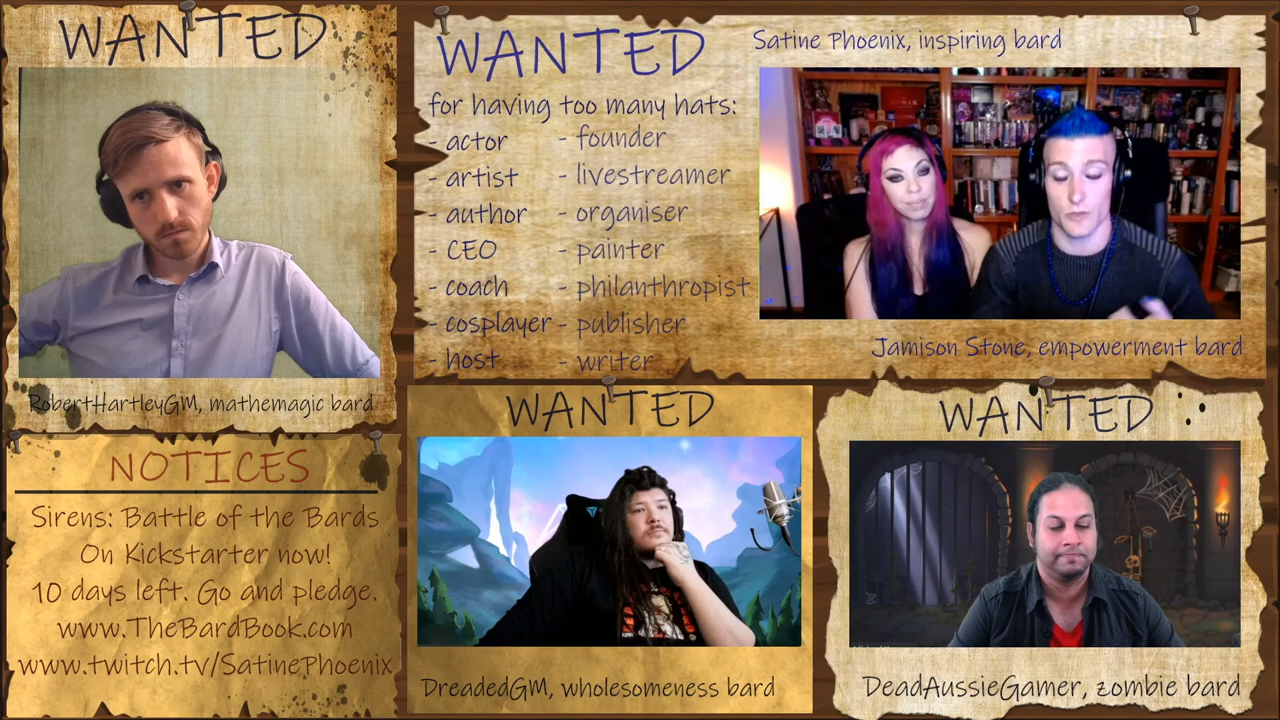 WANTED
RobertHartleyGM, mathemagic bard
WANTED
for having too many hats:
- actor
- artist
- author
- CEO
- coach
- cosplayer
- host
- founder
- livestreamer
- organiser
- painter
- philanthropist
- publisher
- writer
Satine Phoenix, inspiring bard
Jamison Stone, empowerment bard
NOTICES
Sirens: Battle of the Bards
On Kickstarter now!
10 days left. Go and pledge.
www.TheBardBook.com
www.twitch.tv/SatinePhoenix
WANTED
DreadedGM, wholesomeness bard
WANTED
DeadAussieGamer, zombie bard